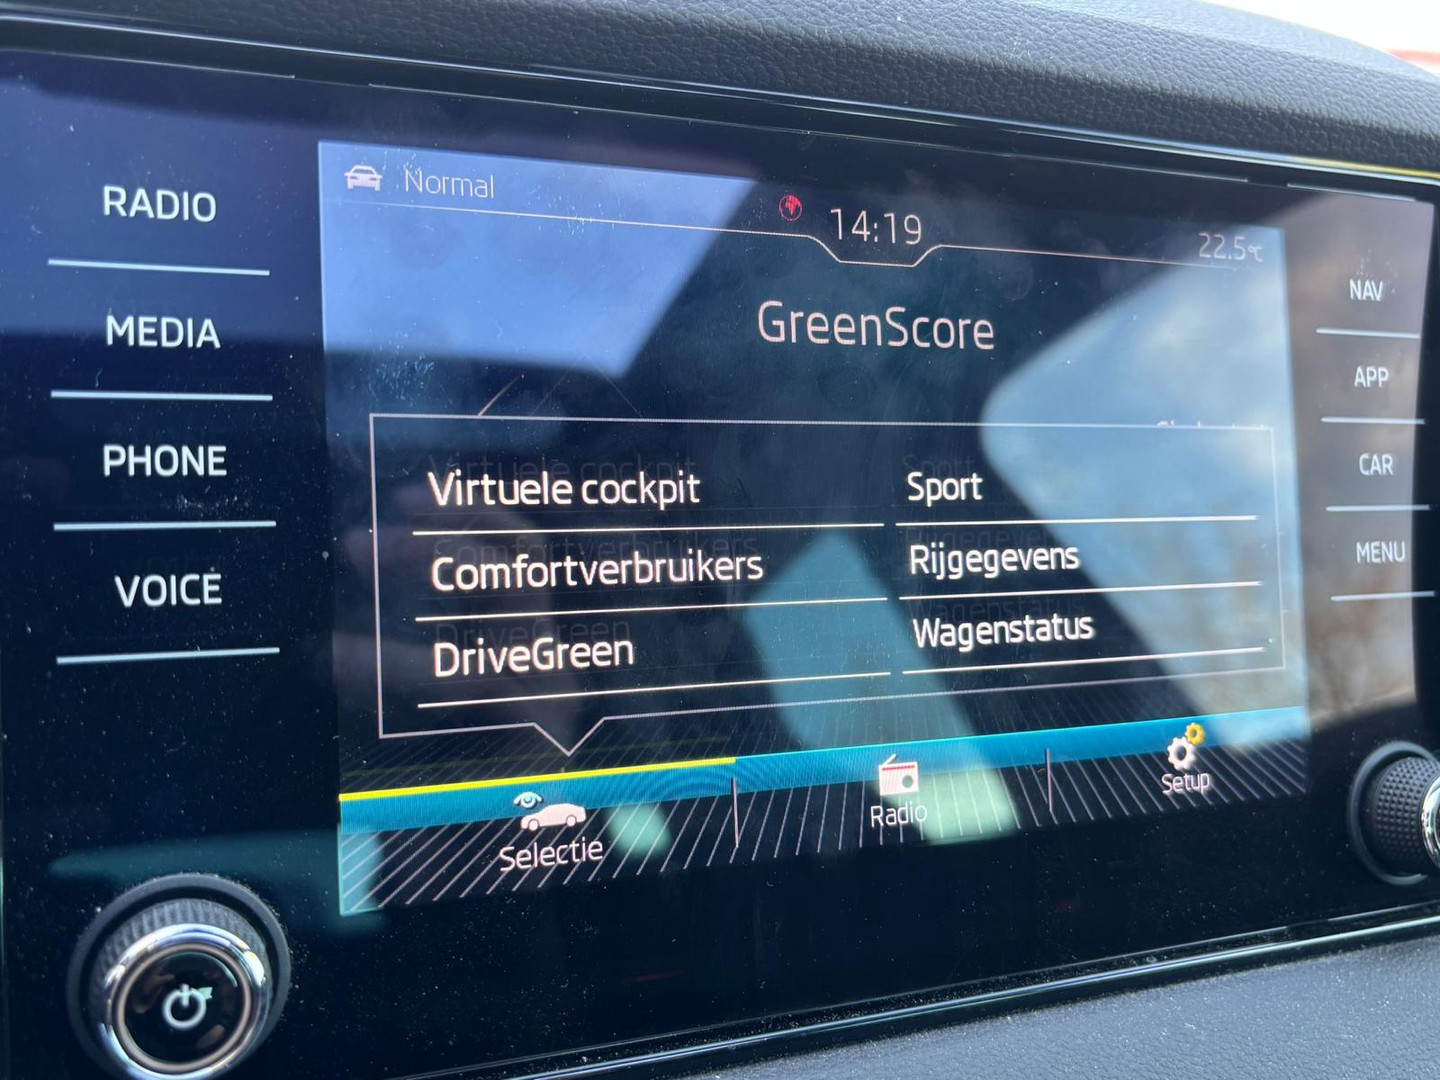 RADIO
MEDIA
PHONE
VOICE
Normal
14:19
22.5°C
GreenScore
Virtuele cockpit
Comfortverbruikers
DriveGreen
Sport
Rijgegevens
Wagenstatus
Selectie
Radio
Setup
NAV
APP
CAR
MENU